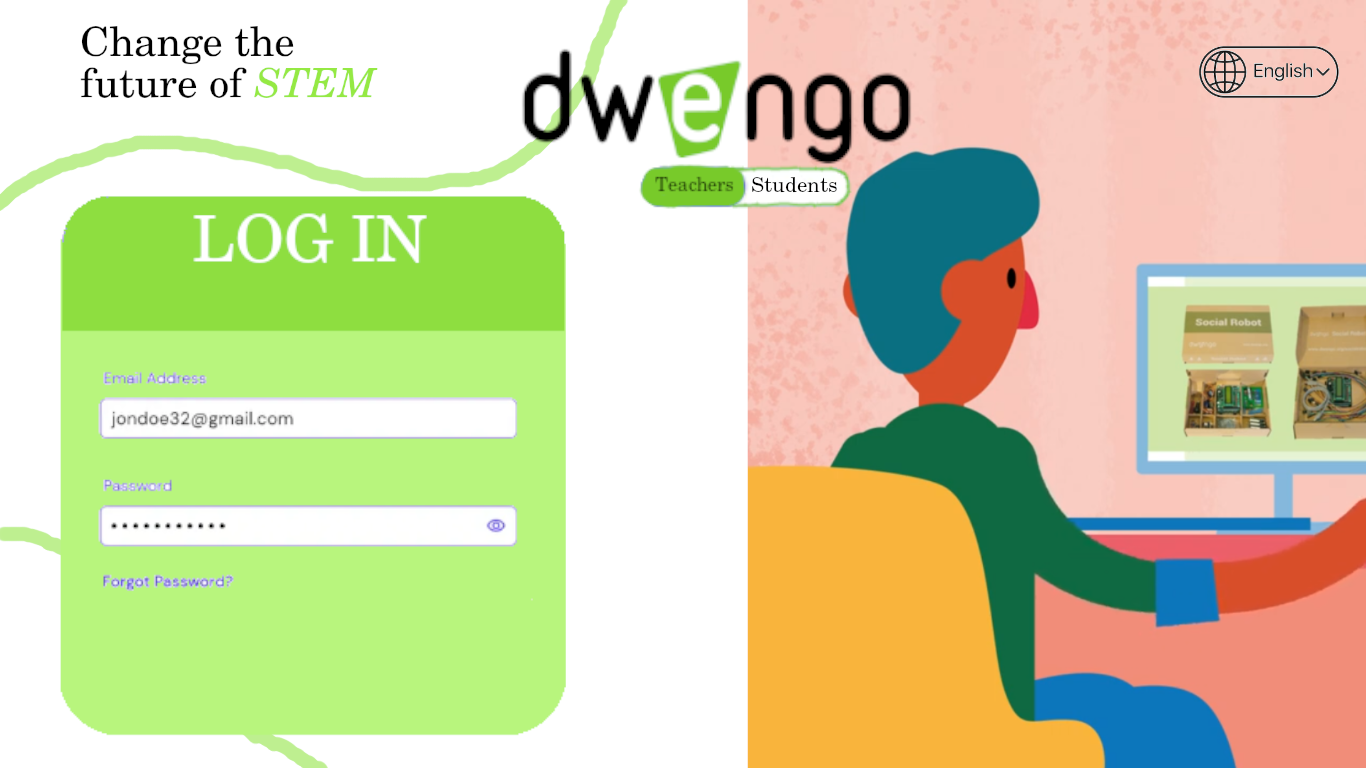 Change the
future of STEM
dwengo
English
Teachers Students
LOG IN
Email Address
jondoe32@gmail.com
Password
Forgot Password?
Social Robot